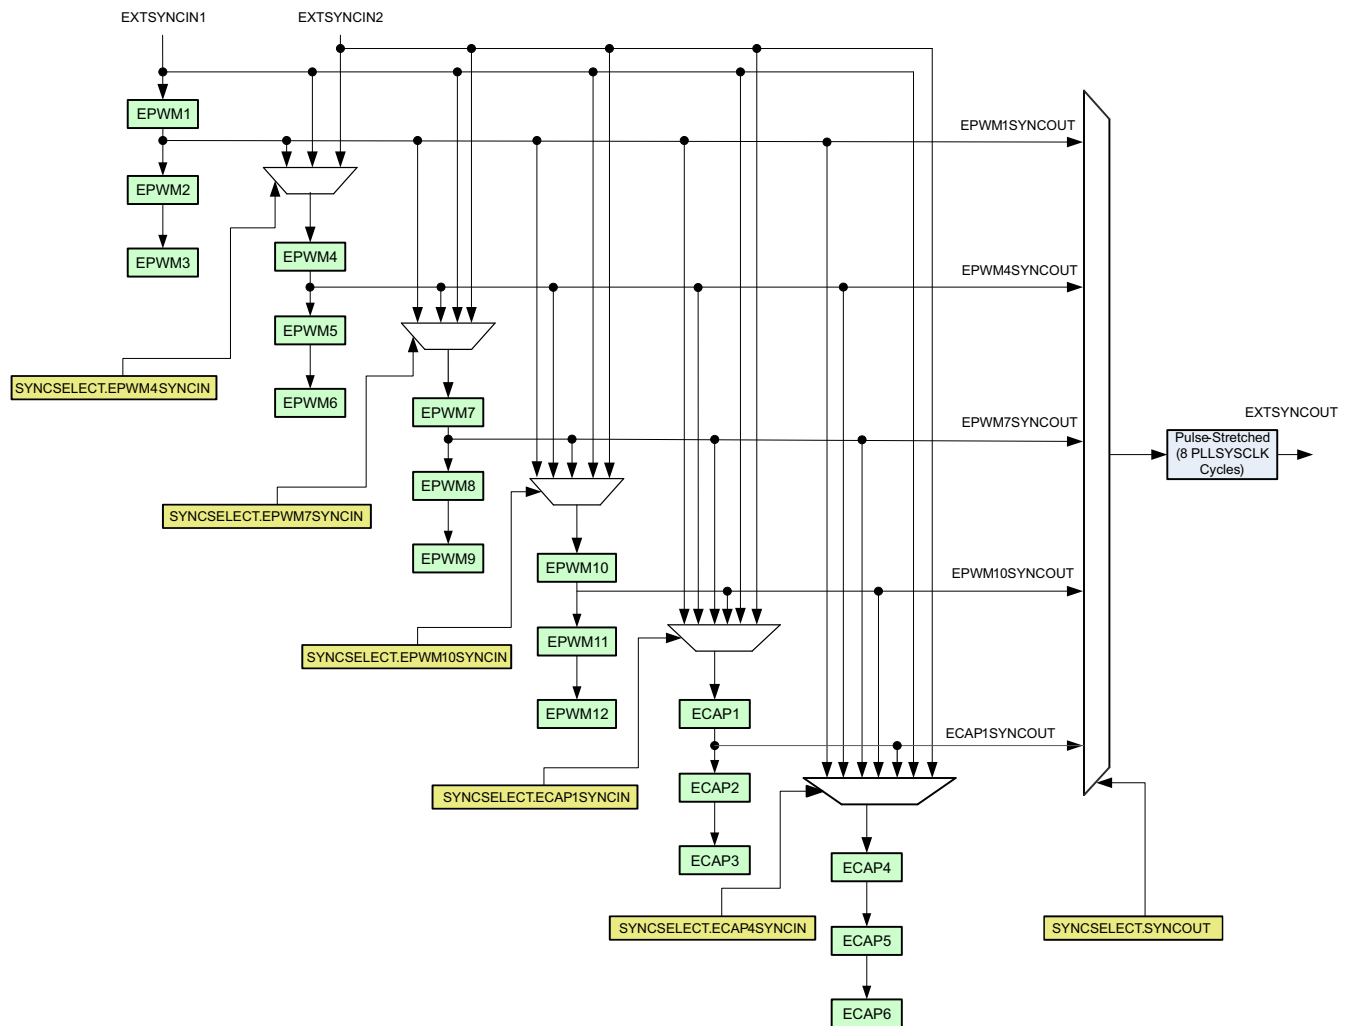 EXTSYNCIN1
EXTSYNCIN2
EPWM1
EPWM1SYNCOUT
EPWM2
EPWM3
EPWM4
EPWM4SYNCOUT
EPWM5
EPWM6
SYNCSELECT.EPWM4SYNCIN
EPWM7
EPWM7SYNCOUT
EXTSYNCOUT
Pulse-Stretched
(8 PLLSYSCLK
Cycles)
EPWM8
SYNCSELECT.EPWM7SYNCIN
EPWM9
EPWM10
EPWM10SYNCOUT
EPWM11
SYNCSELECT.EPWM10SYNCIN
EPWM12
ECAP1
ECAP1SYNCOUT
ECAP2
SYNCSELECT.ECAP1SYNCIN
ECAP3
ECAP4
SYNCSELECT.ECAP4SYNCIN
SYNCSELECT.SYNCOUT
ECAP5
ECAP6